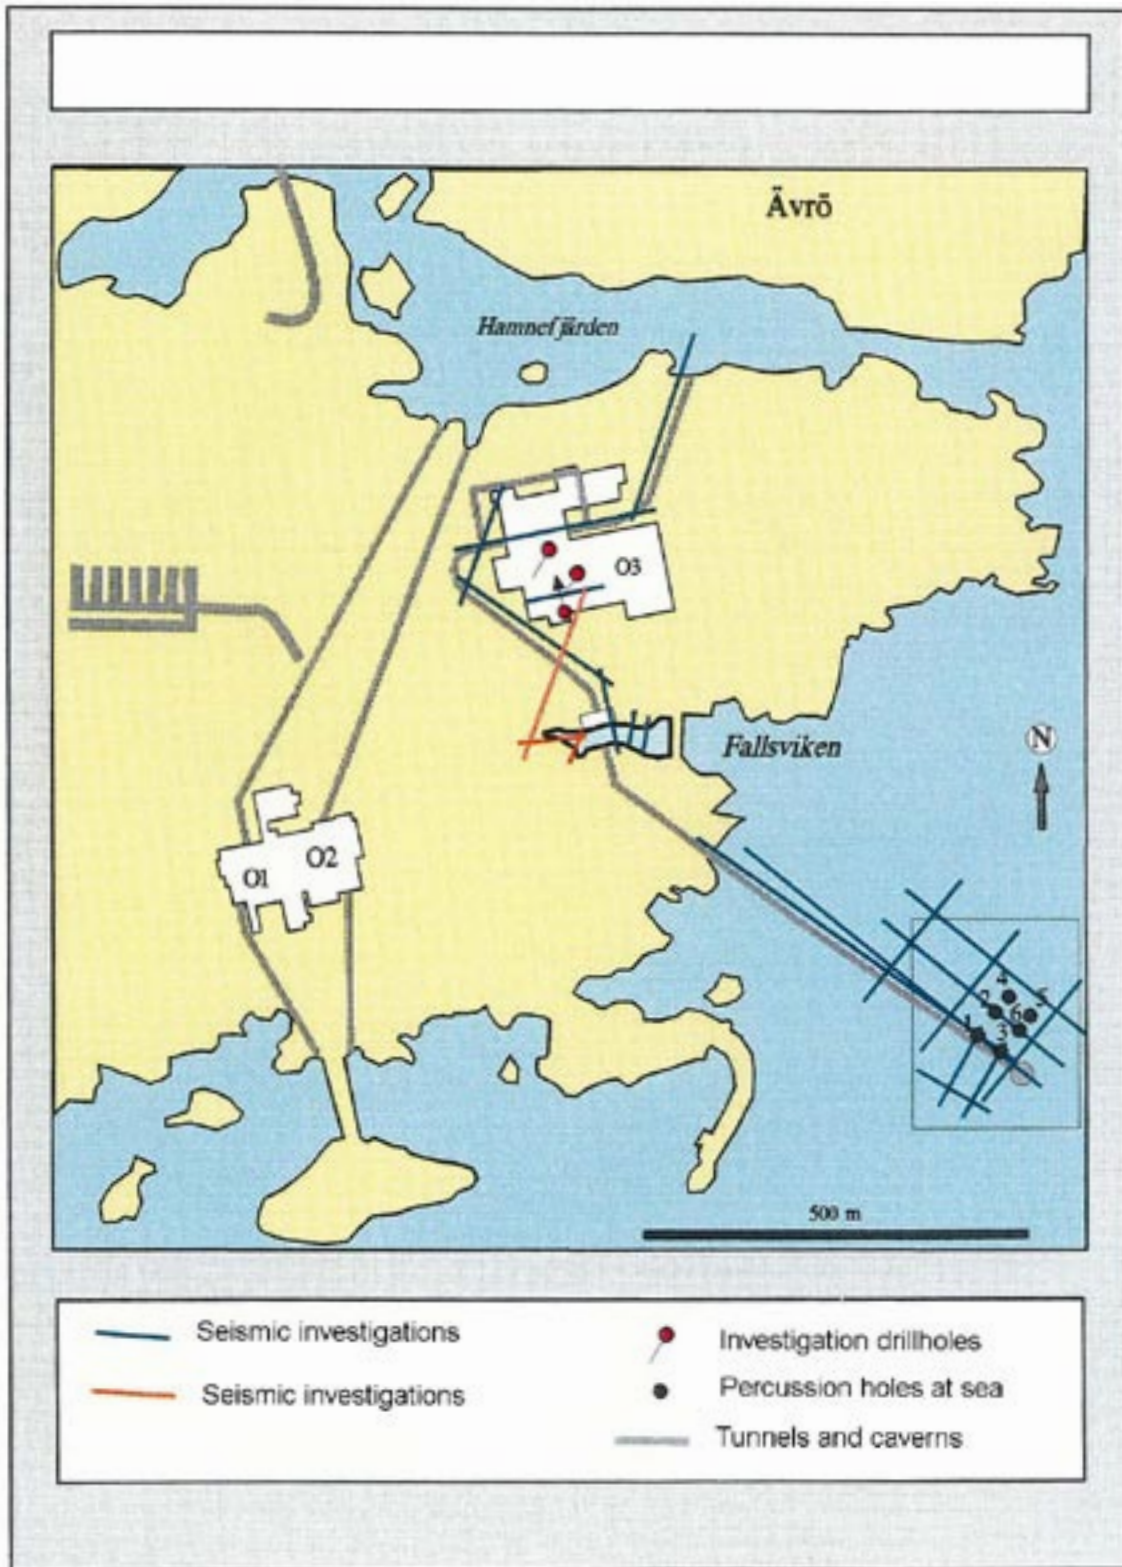 Ävrö
Hamnefjärden
O3
Fallsviken
N
O1
O2
4
2
5
6
1
3
500 m
Seismic investigations
Seismic investigations
Investigation drillholes
Percussion holes at sea
Tunnels and caverns